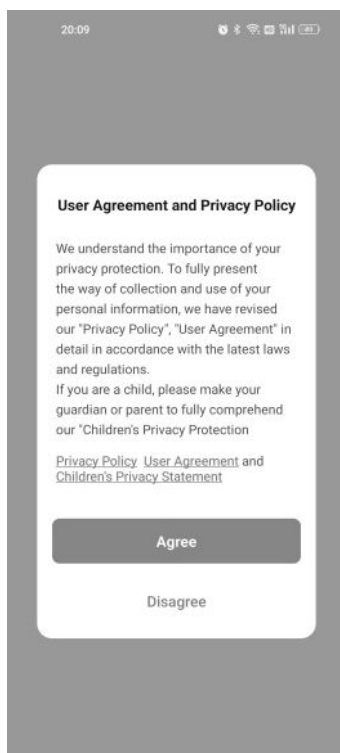 20:09
User Agreement and Privacy Policy
We understand the importance of your
privacy protection. To fully present
the way of collection and use of your
personal information, we have revised
our "Privacy Policy", "User Agreement" in
detail in accordance with the latest laws
and regulations.
If you are a child, please make your
guardian or parent to fully comprehend
our "Children's Privacy Protection
Privacy Policy User Agreement and
Children's Privacy Statement
Agree
Disagree